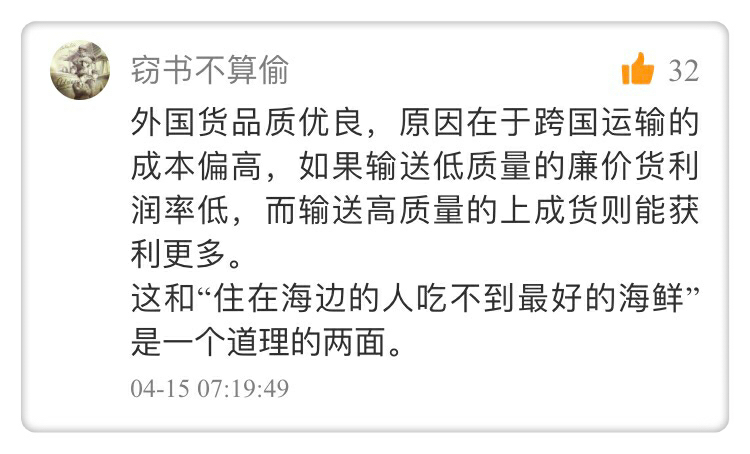 窃书不算偷 32
外国货品质优良，原因在于跨国运输的
成本偏高，如果输送低质量的廉价货利
润率低，而输送高质量的上成货则能获
利更多。
这和“住在海边的人吃不到最好的海鲜”
是一个道理的两面。
04-15 07:19:49